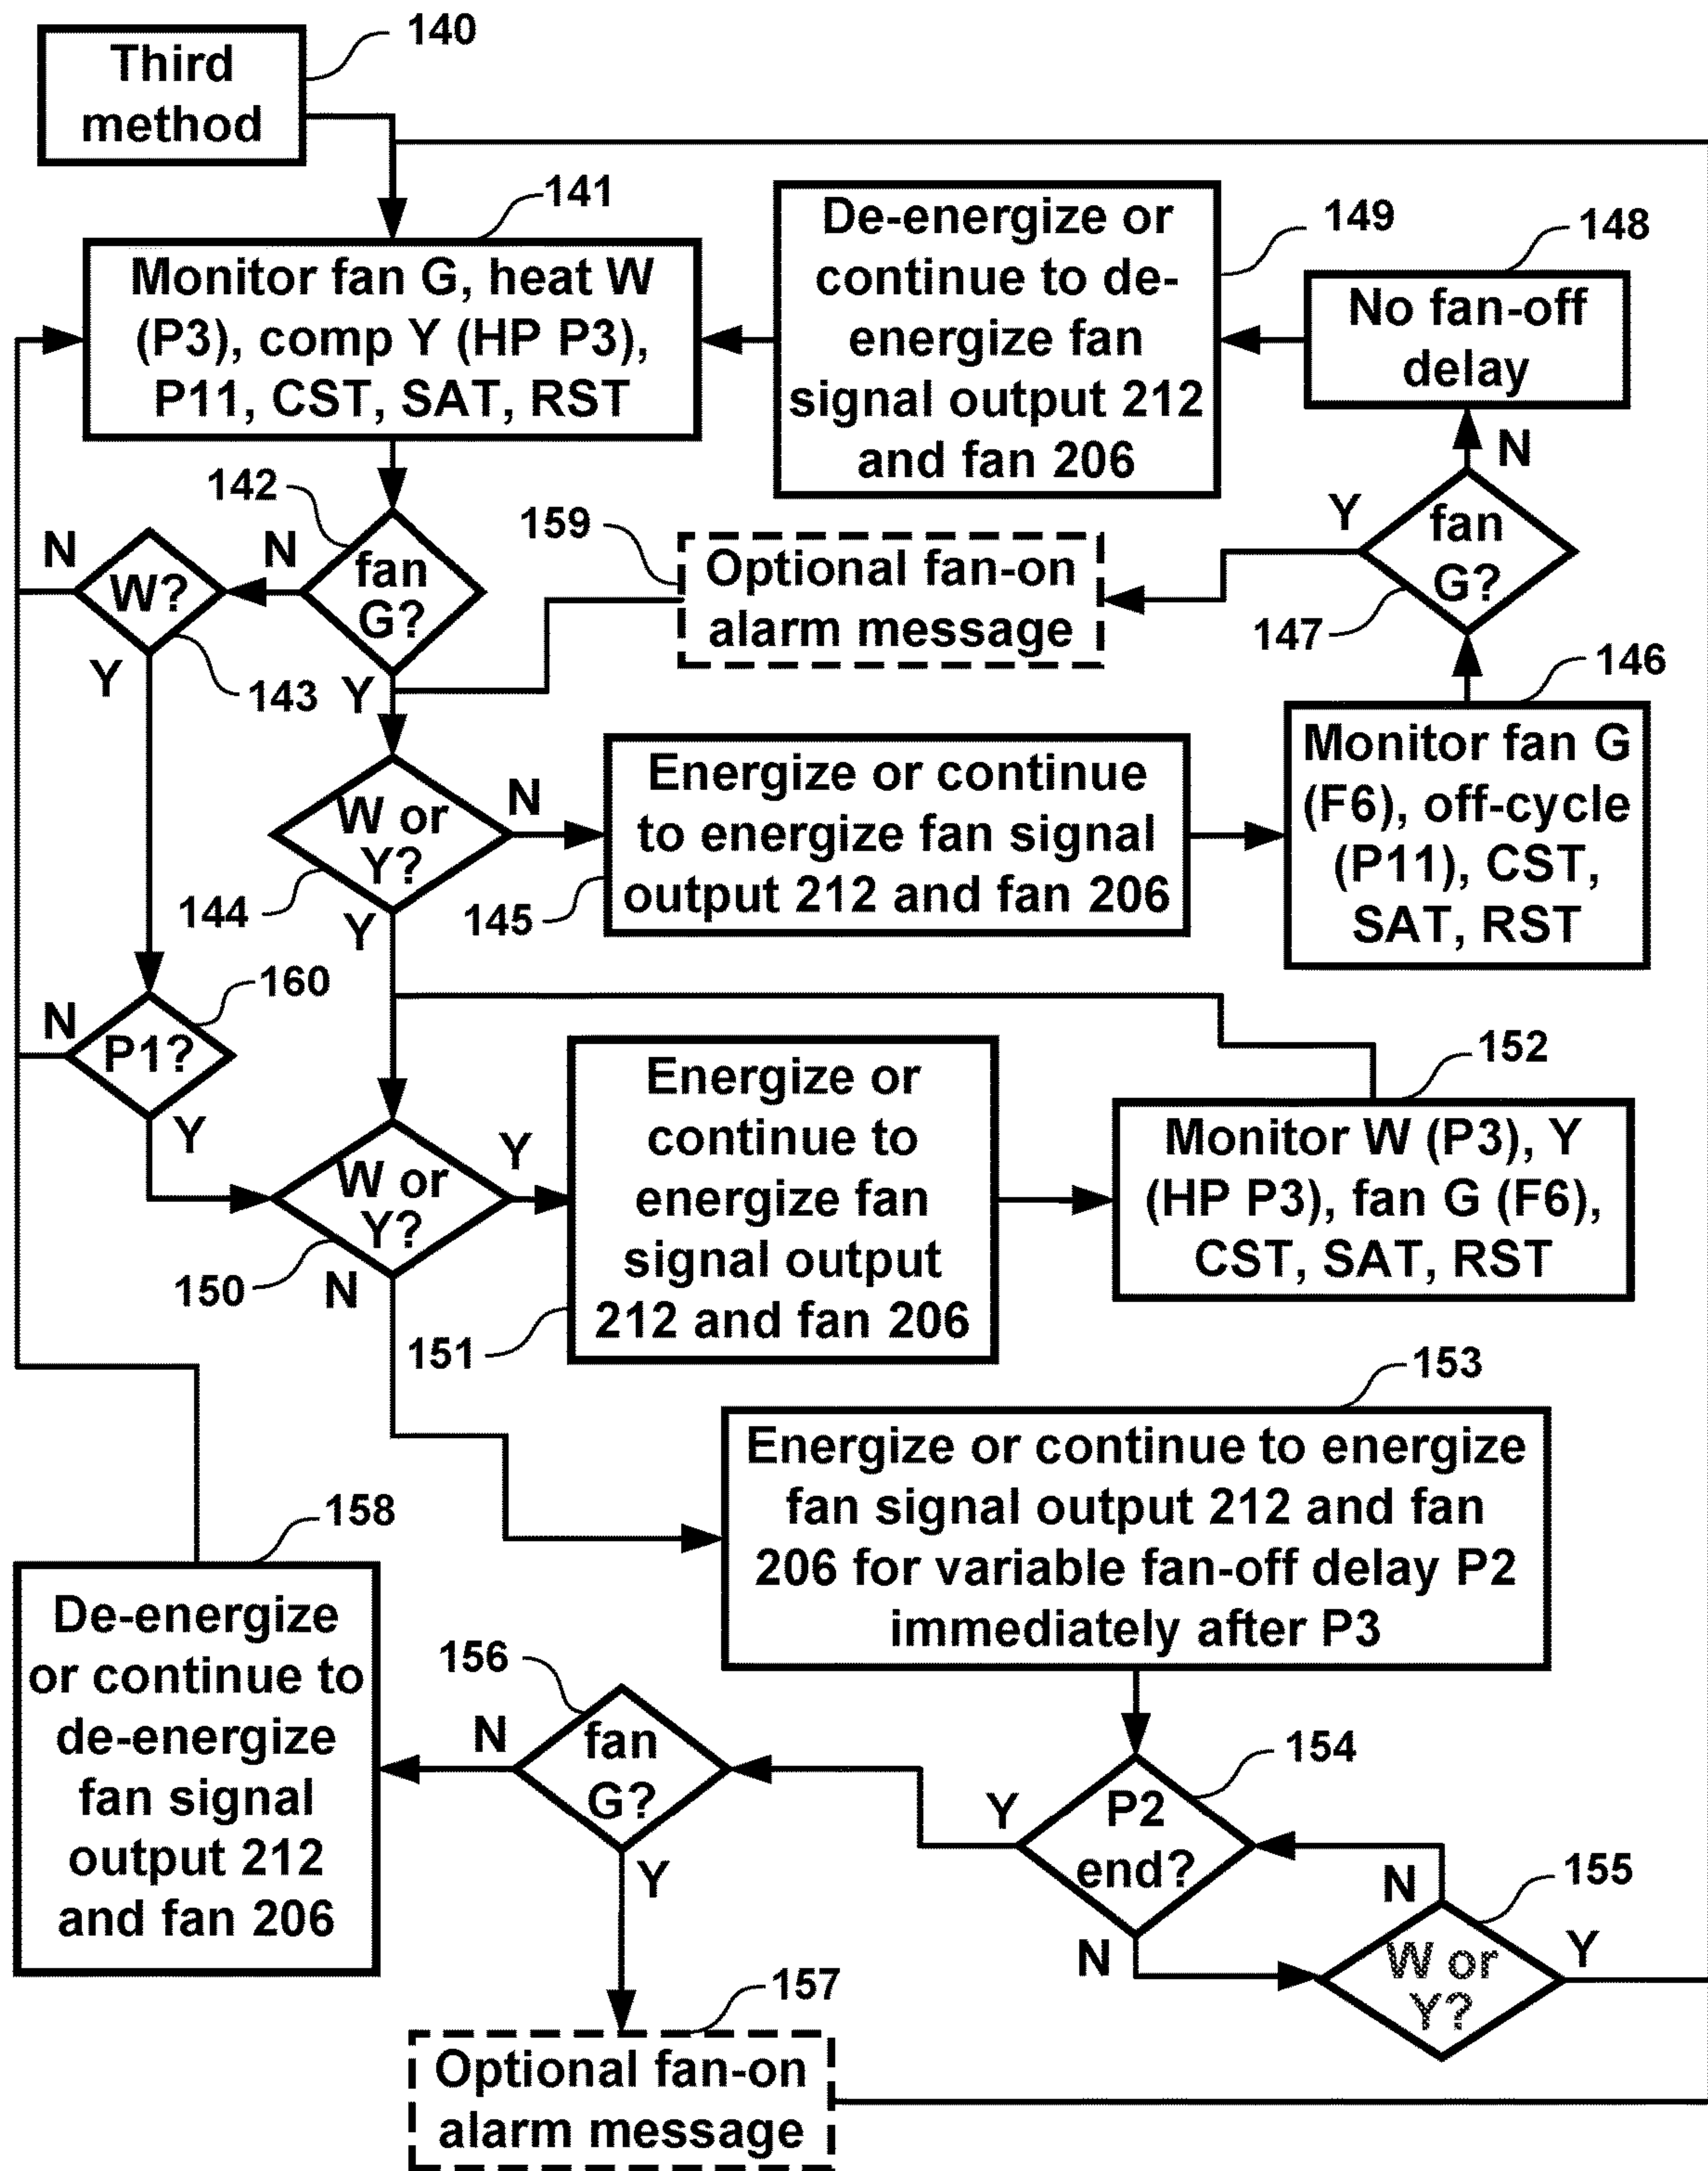 Third
method
140
141
Monitor fan G, heat W
(P3), comp Y (HP P3),
P11, CST, SAT, RST
De-energize or
continue to de-
energize fan
signal output 212
and fan 206
149
148
No fan-off
delay
N
Y
fan
G?
147
142
N
W?
N
fan
G?
Y
Y
143
159
Optional fan-on
alarm message
146
Monitor fan G
(F6), off-cycle
(P11), CST,
SAT, RST
W or
Y?
N
144
Y
Energize or continue
to energize fan signal
output 212 and fan 206
145
160
N
P1?
Y
W or
Y?
Y
150
N
Energize or
continue to
energize fan
signal output
212 and fan 206
151
152
Monitor W (P3), Y
(HP P3), fan G (F6),
CST, SAT, RST
153
Energize or continue to energize
fan signal output 212 and fan
206 for variable fan-off delay P2
immediately after P3
158
De-energize
or continue to
de-energize
fan signal
output 212
and fan 206
156
N
fan
G?
Y
154
Y
P2
end?
N
155
N
W or
Y?
Y
157
Optional fan-on
alarm message